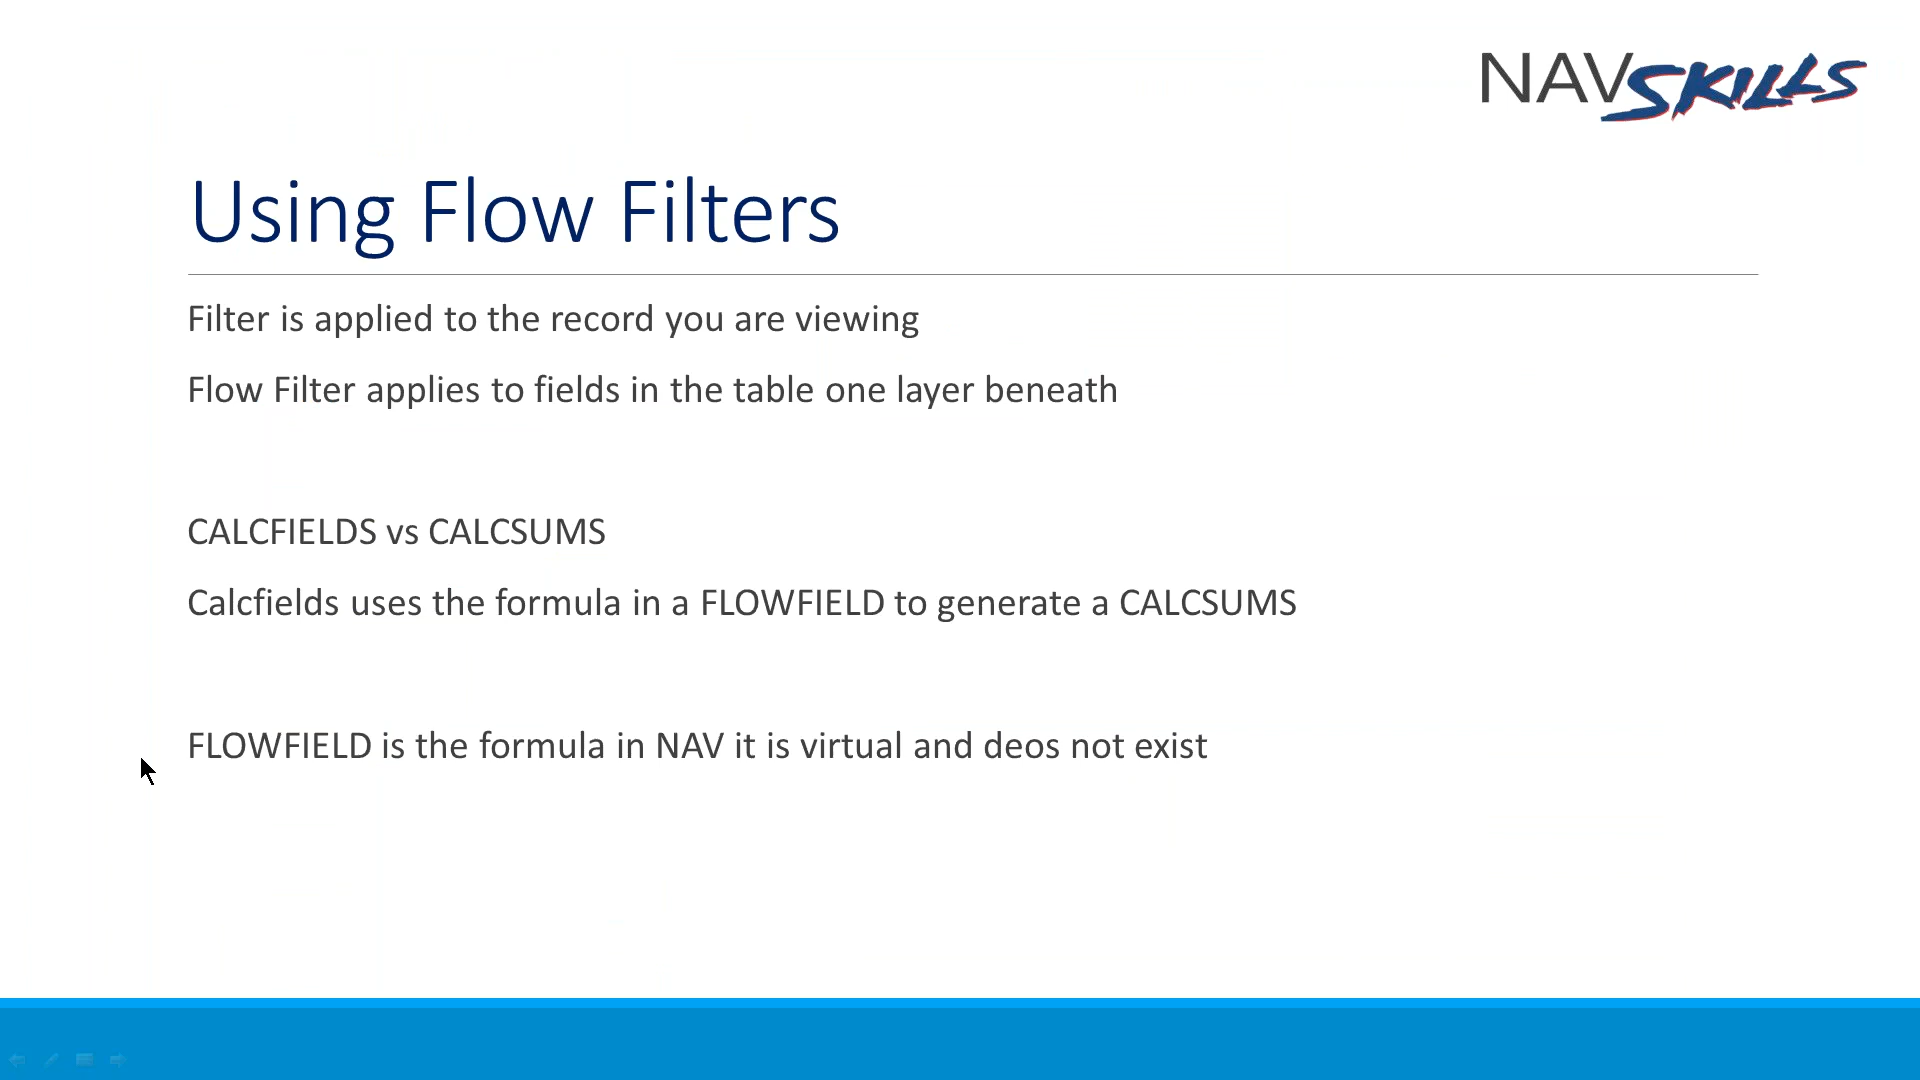 NAVSKILLS
Using Flow Filters
Filter is applied to the record you are viewing
Flow Filter applies to fields in the table one layer beneath
CALCFIELDS vs CALCSUMS
Calcfields uses the formula in a FLOWFIELD to generate a CALCSUMS
FLOWFIELD is the formula in NAV it is virtual and deos not exist